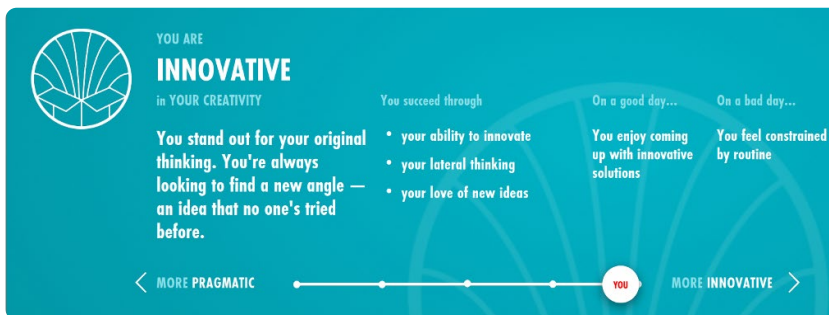 YOU ARE
INNOVATIVE
in YOUR CREATIVITY
You stand out for your original
thinking. You're always
looking to find a new angle —
an idea that no one's tried
before.
You succeed through
• your ability to innovate
• your lateral thinking
• your love of new ideas
On a good day...
You enjoy coming
up with innovative
solutions
On a bad day...
You feel constrained
by routine
MORE PRAGMATIC
YOU
MORE INNOVATIVE